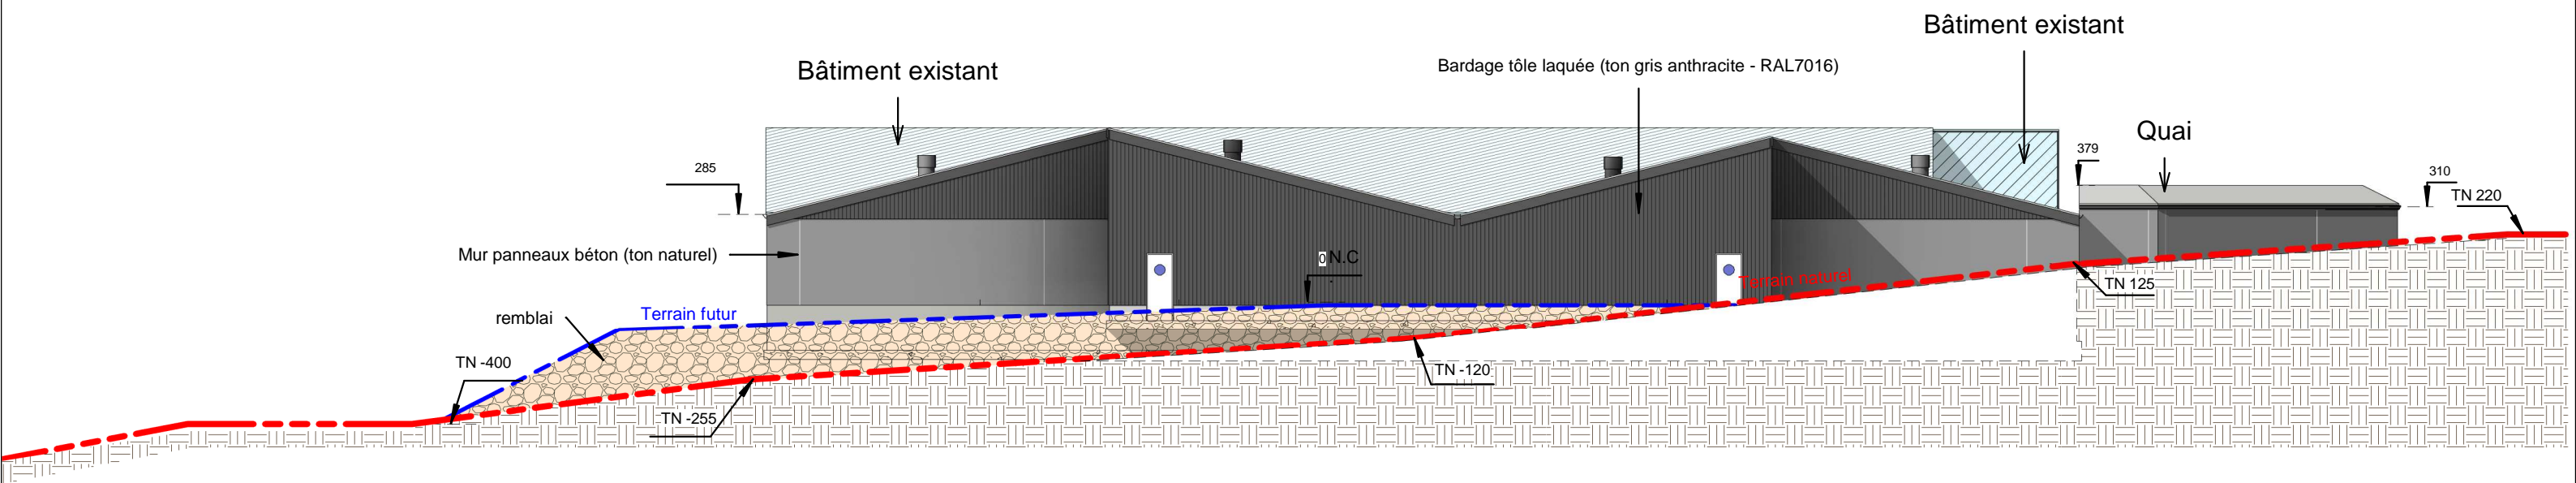 Bâtiment existant
Bâtiment existant
Bardage tôle laquée (ton gris anthracite - RAL7016)
Quai
379
285
310
TN 220
Mur panneaux béton (ton naturel)
0 N.C
Terrain naturel
TN 125
Terrain futur
remblai
TN -400
TN -120
TN -255